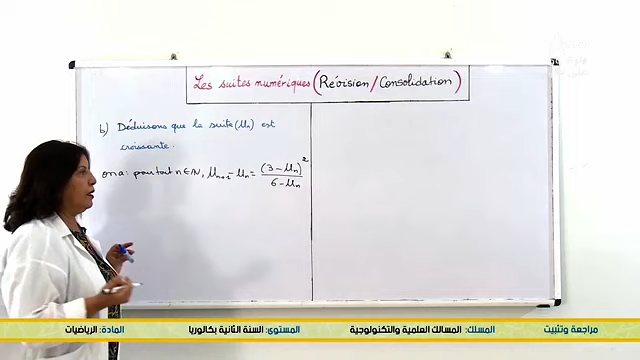 Les suites numériques (Révision / Consolidation)
b) Déduisons que la suite (Un) est
croissante.
on a : pour tout n ∈ IN, Un+1 - Un = (3 - Un)² / 6 - Un
المادة: الرياضيات
المستوى: السنة الثانية بكالوريا
المسلك: المسالك العلمية والتكنولوجية
مراجعة وتثبيت